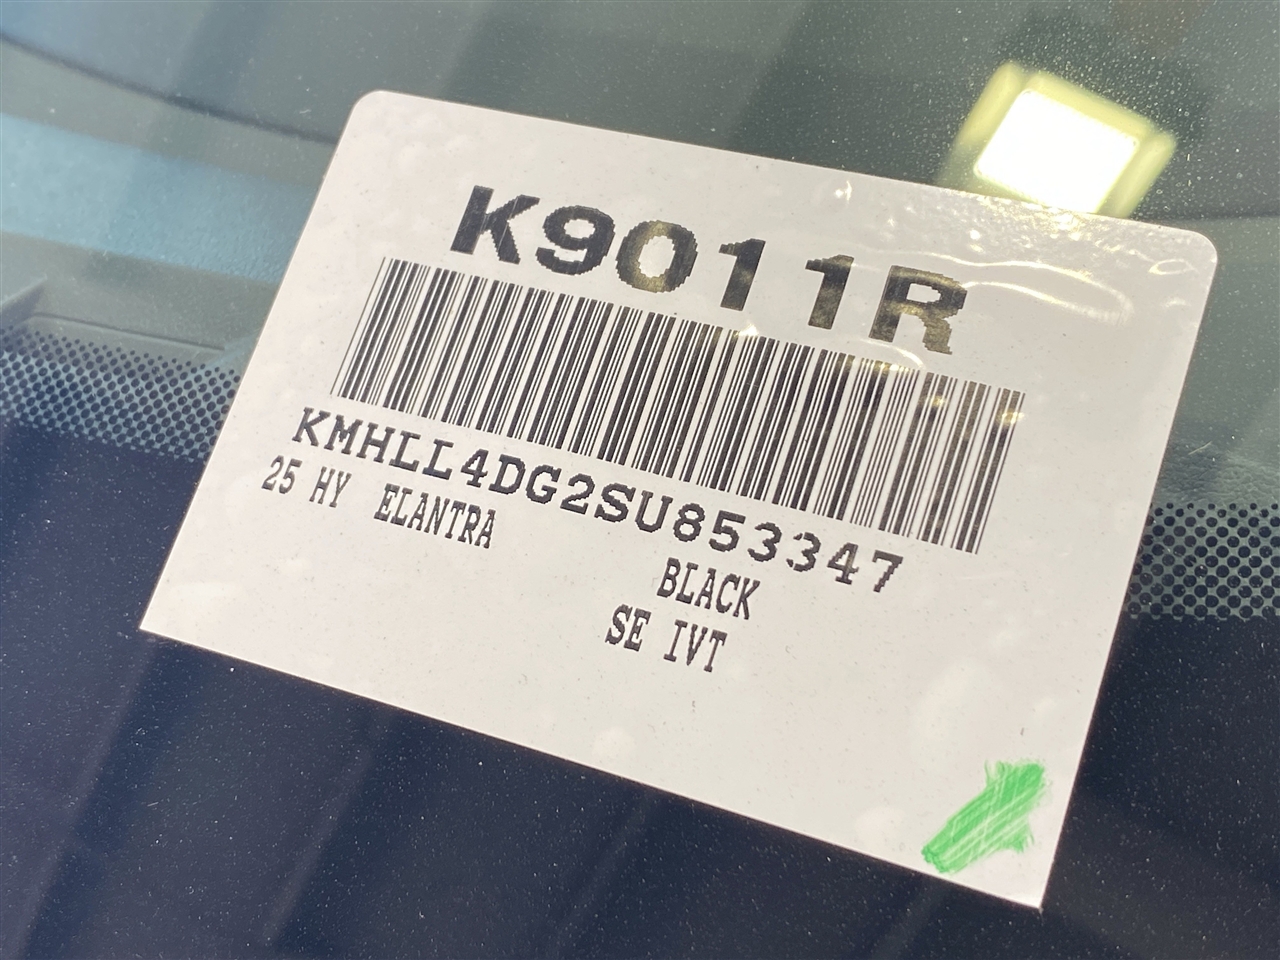 K9011R
KMHLL4DG2SU853347
25 HY ELANTRA
BLACK
SE IVT